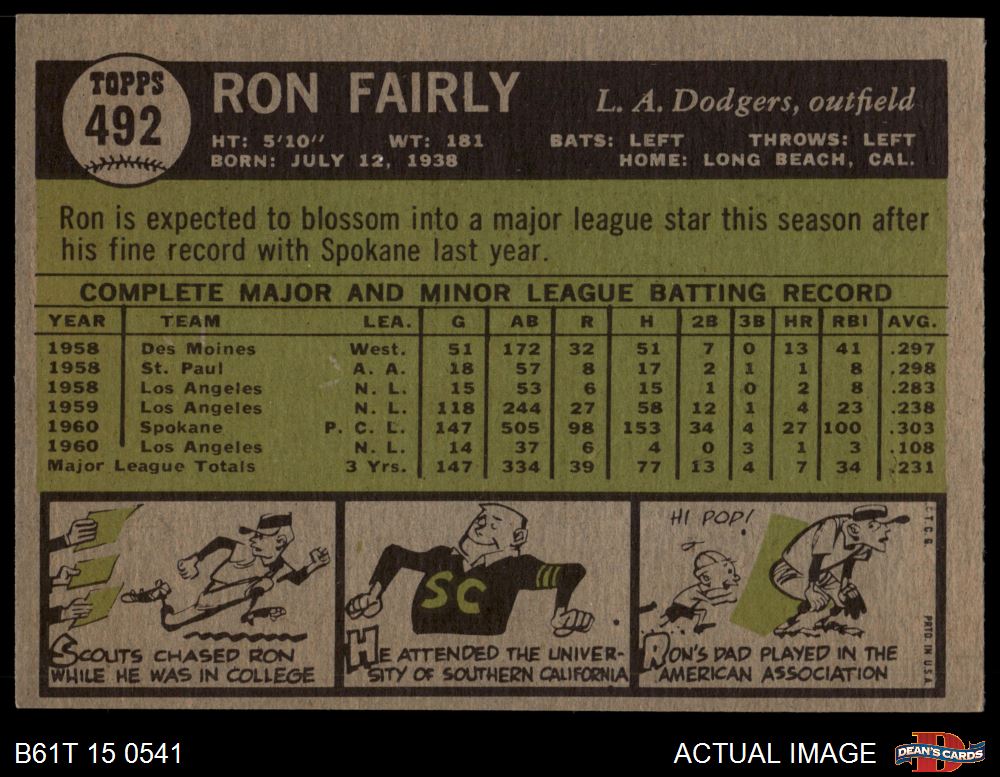 TOPPS
492
RON FAIRLY
L. A. Dodgers, outfield
HT: 5'10" WT: 181 BATS: LEFT THROWS: LEFT
BORN: JULY 12, 1938 HOME: LONG BEACH, CAL.
Ron is expected to blossom into a major league star this season after
his fine record with Spokane last year.
COMPLETE MAJOR AND MINOR LEAGUE BATTING RECORD
YEAR TEAM LEA. G AB R H 2B 3B HR RBI AVG.
1958 Des Moines West. 51 172 32 51 7 0 13 41 .297
1958 St. Paul A. A. 18 57 8 17 2 1 1 8 .298
1958 Los Angeles N. L. 15 53 6 15 1 0 2 8 .283
1959 Los Angeles N. L. 118 244 27 58 12 1 4 23 .238
1960 Spokane P. C. L. 147 505 98 153 34 4 27 100 .303
1960 Los Angeles N. L. 14 37 6 4 0 3 1 3 .108
Major League Totals 3 Yrs. 147 334 39 77 13 4 7 34 .231
SCOUTS CHASED RON
WHILE HE WAS IN COLLEGE
SC
HE ATTENDED THE UNIVER-
SITY OF SOUTHERN CALIFORNIA
HI POP!
RON'S DAD PLAYED IN THE
AMERICAN ASSOCIATION
T.C.G.
PRTD. IN U.S.A.
B61T 15 0541
ACTUAL IMAGE
DEAN'S CARDS